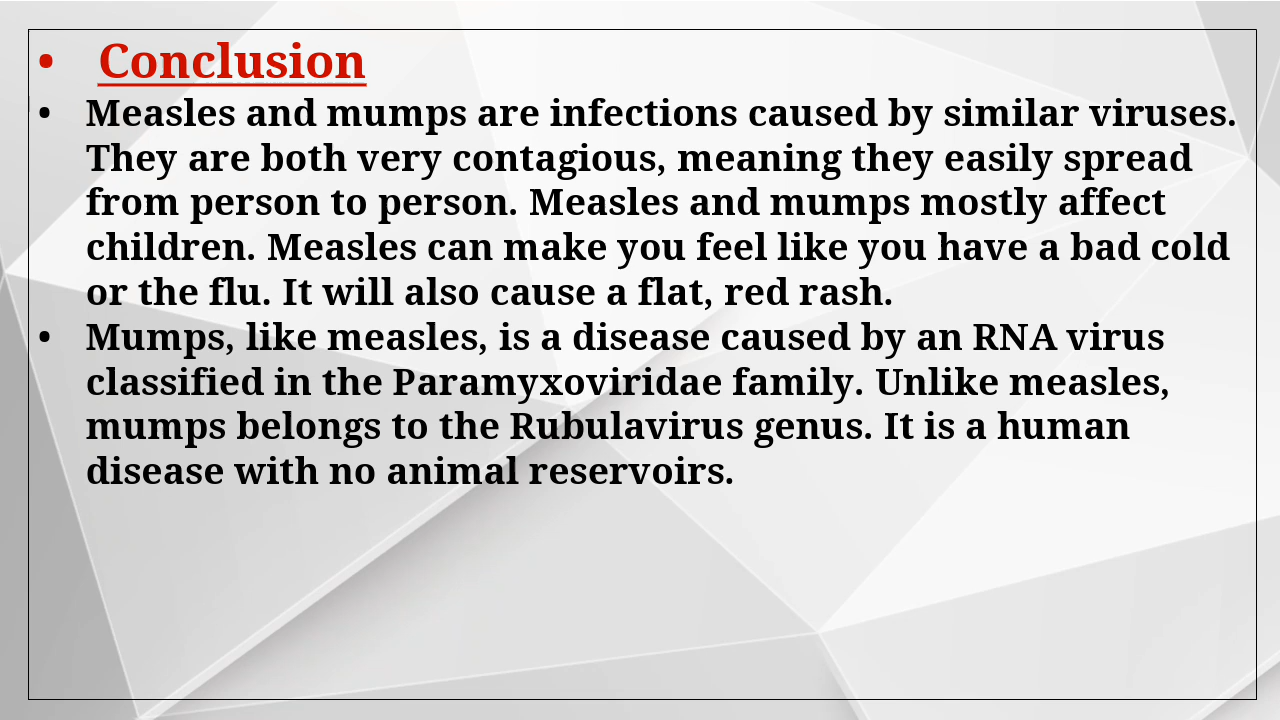 • Conclusion
• Measles and mumps are infections caused by similar viruses.
They are both very contagious, meaning they easily spread
from person to person. Measles and mumps mostly affect
children. Measles can make you feel like you have a bad cold
or the flu. It will also cause a flat, red rash.
• Mumps, like measles, is a disease caused by an RNA virus
classified in the Paramyxoviridae family. Unlike measles,
mumps belongs to the Rubulavirus genus. It is a human
disease with no animal reservoirs.